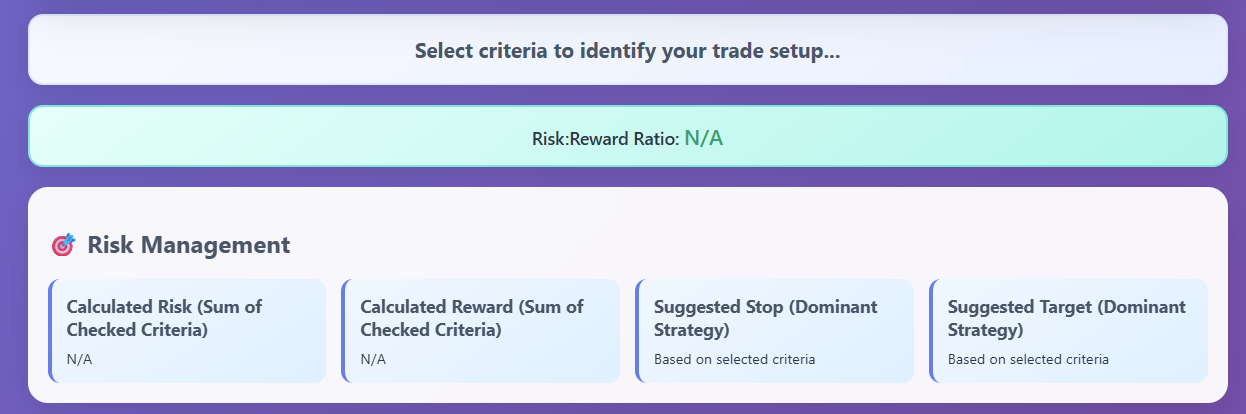 Select criteria to identify your trade setup...
Risk:Reward Ratio: N/A
Risk Management
Calculated Risk (Sum of
Checked Criteria)
N/A
Calculated Reward (Sum of
Checked Criteria)
N/A
Suggested Stop (Dominant
Strategy)
Based on selected criteria
Suggested Target (Dominant
Strategy)
Based on selected criteria